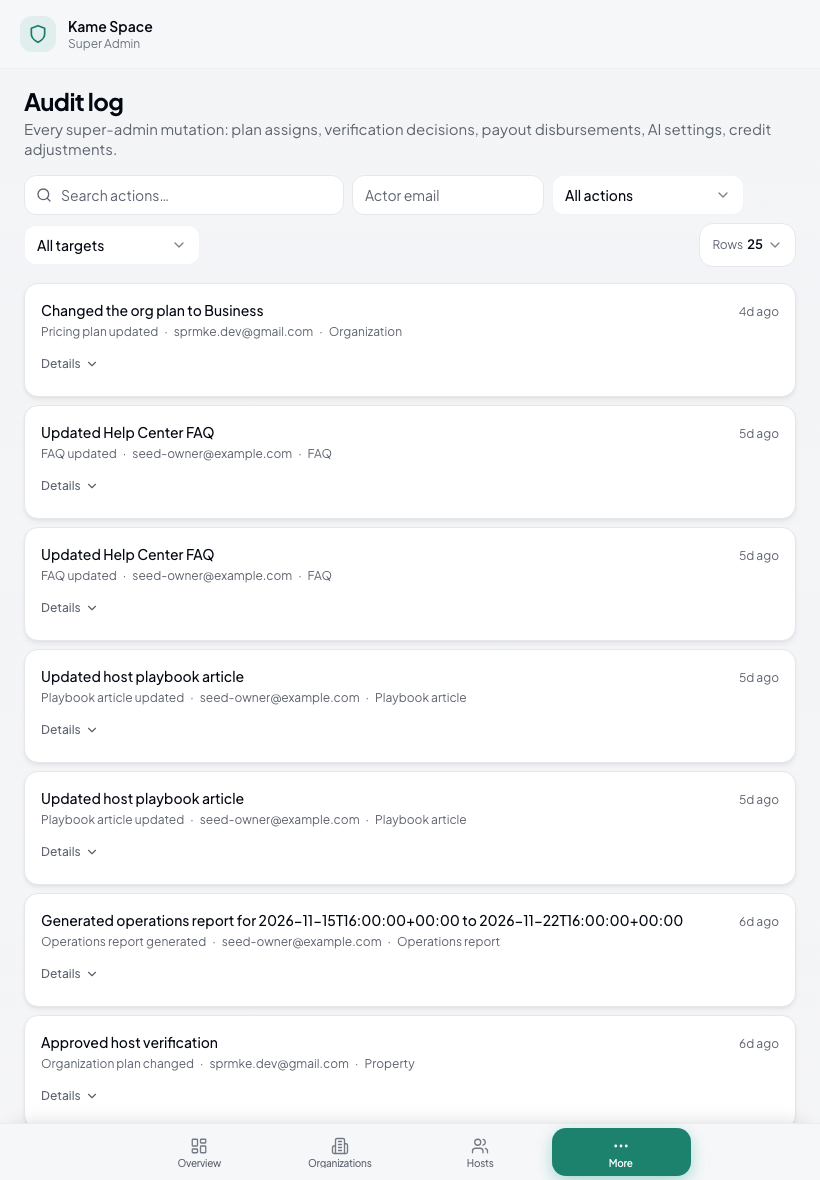 Kame Space
Super Admin
Audit log
Every super-admin mutation: plan assigns, verification decisions, payout disbursements, AI settings, credit
adjustments.
Search actions…
Actor email
All actions
All targets
Rows 25
Changed the org plan to Business
4d ago
Pricing plan updated · sprmke.dev@gmail.com · Organization
Details
Updated Help Center FAQ
5d ago
FAQ updated · seed-owner@example.com · FAQ
Details
Updated Help Center FAQ
5d ago
FAQ updated · seed-owner@example.com · FAQ
Details
Updated host playbook article
5d ago
Playbook article updated · seed-owner@example.com · Playbook article
Details
Updated host playbook article
5d ago
Playbook article updated · seed-owner@example.com · Playbook article
Details
Generated operations report for 2026-11-15T16:00:00+00:00 to 2026-11-22T16:00:00+00:00
6d ago
Operations report generated · seed-owner@example.com · Operations report
Details
Approved host verification
6d ago
Organization plan changed · sprmke.dev@gmail.com · Property
Details
Overview
Organizations
Hosts
More